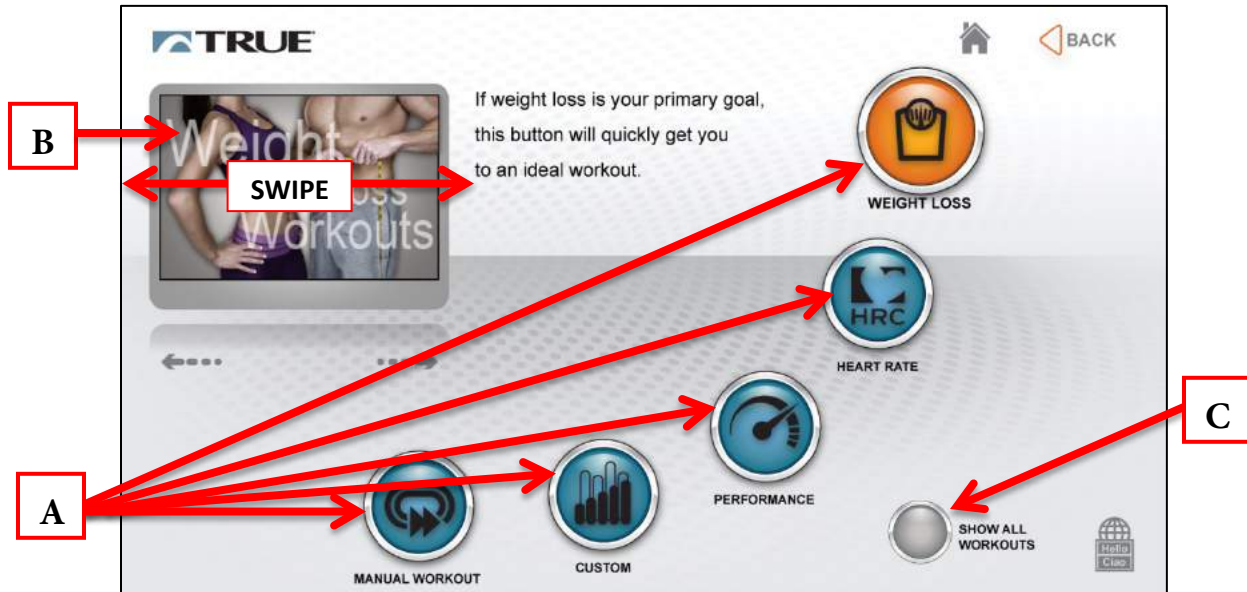 TRUE
BACK
B
If weight loss is your primary goal,
this button will quickly get you
to an ideal workout.
Weight
Loss
Workouts
SWIPE
WEIGHT LOSS
HRC
HEART RATE
PERFORMANCE
C
A
CUSTOM
MANUAL WORKOUT
SHOW ALL
WORKOUTS
Hello
Ciao